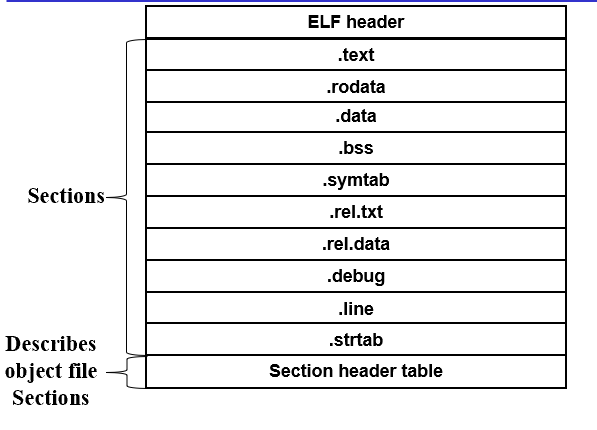 ELF header
.text
.rodata
.data
.bss
.symtab
.rel.txt
.rel.data
.debug
.line
.strtab
Section header table
Sections
Describes
object file
Sections